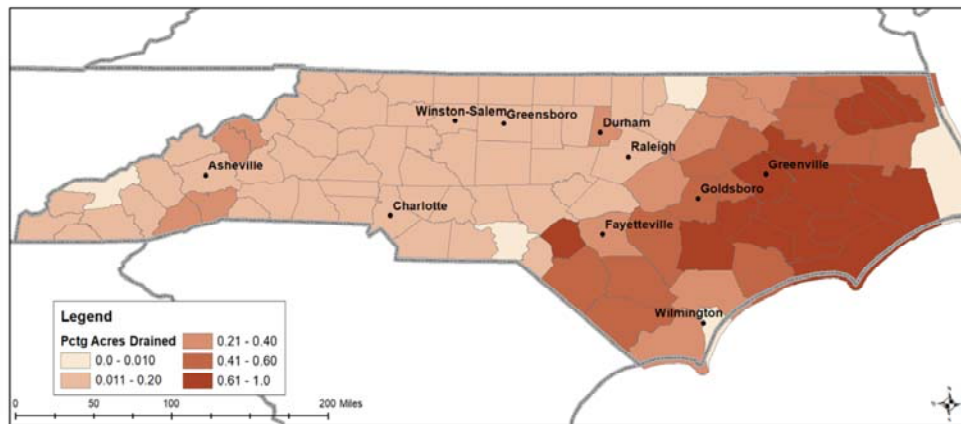 Winston-Salem
Greensboro
Durham
Raleigh
Asheville
Greenville
Goldsboro
Charlotte
Fayetteville
Wilmington
Legend
Pctg Acres Drained
0.0 - 0.010
0.011 - 0.20
0.21 - 0.40
0.41 - 0.60
0.61 - 1.0
0 50 100 200 Miles